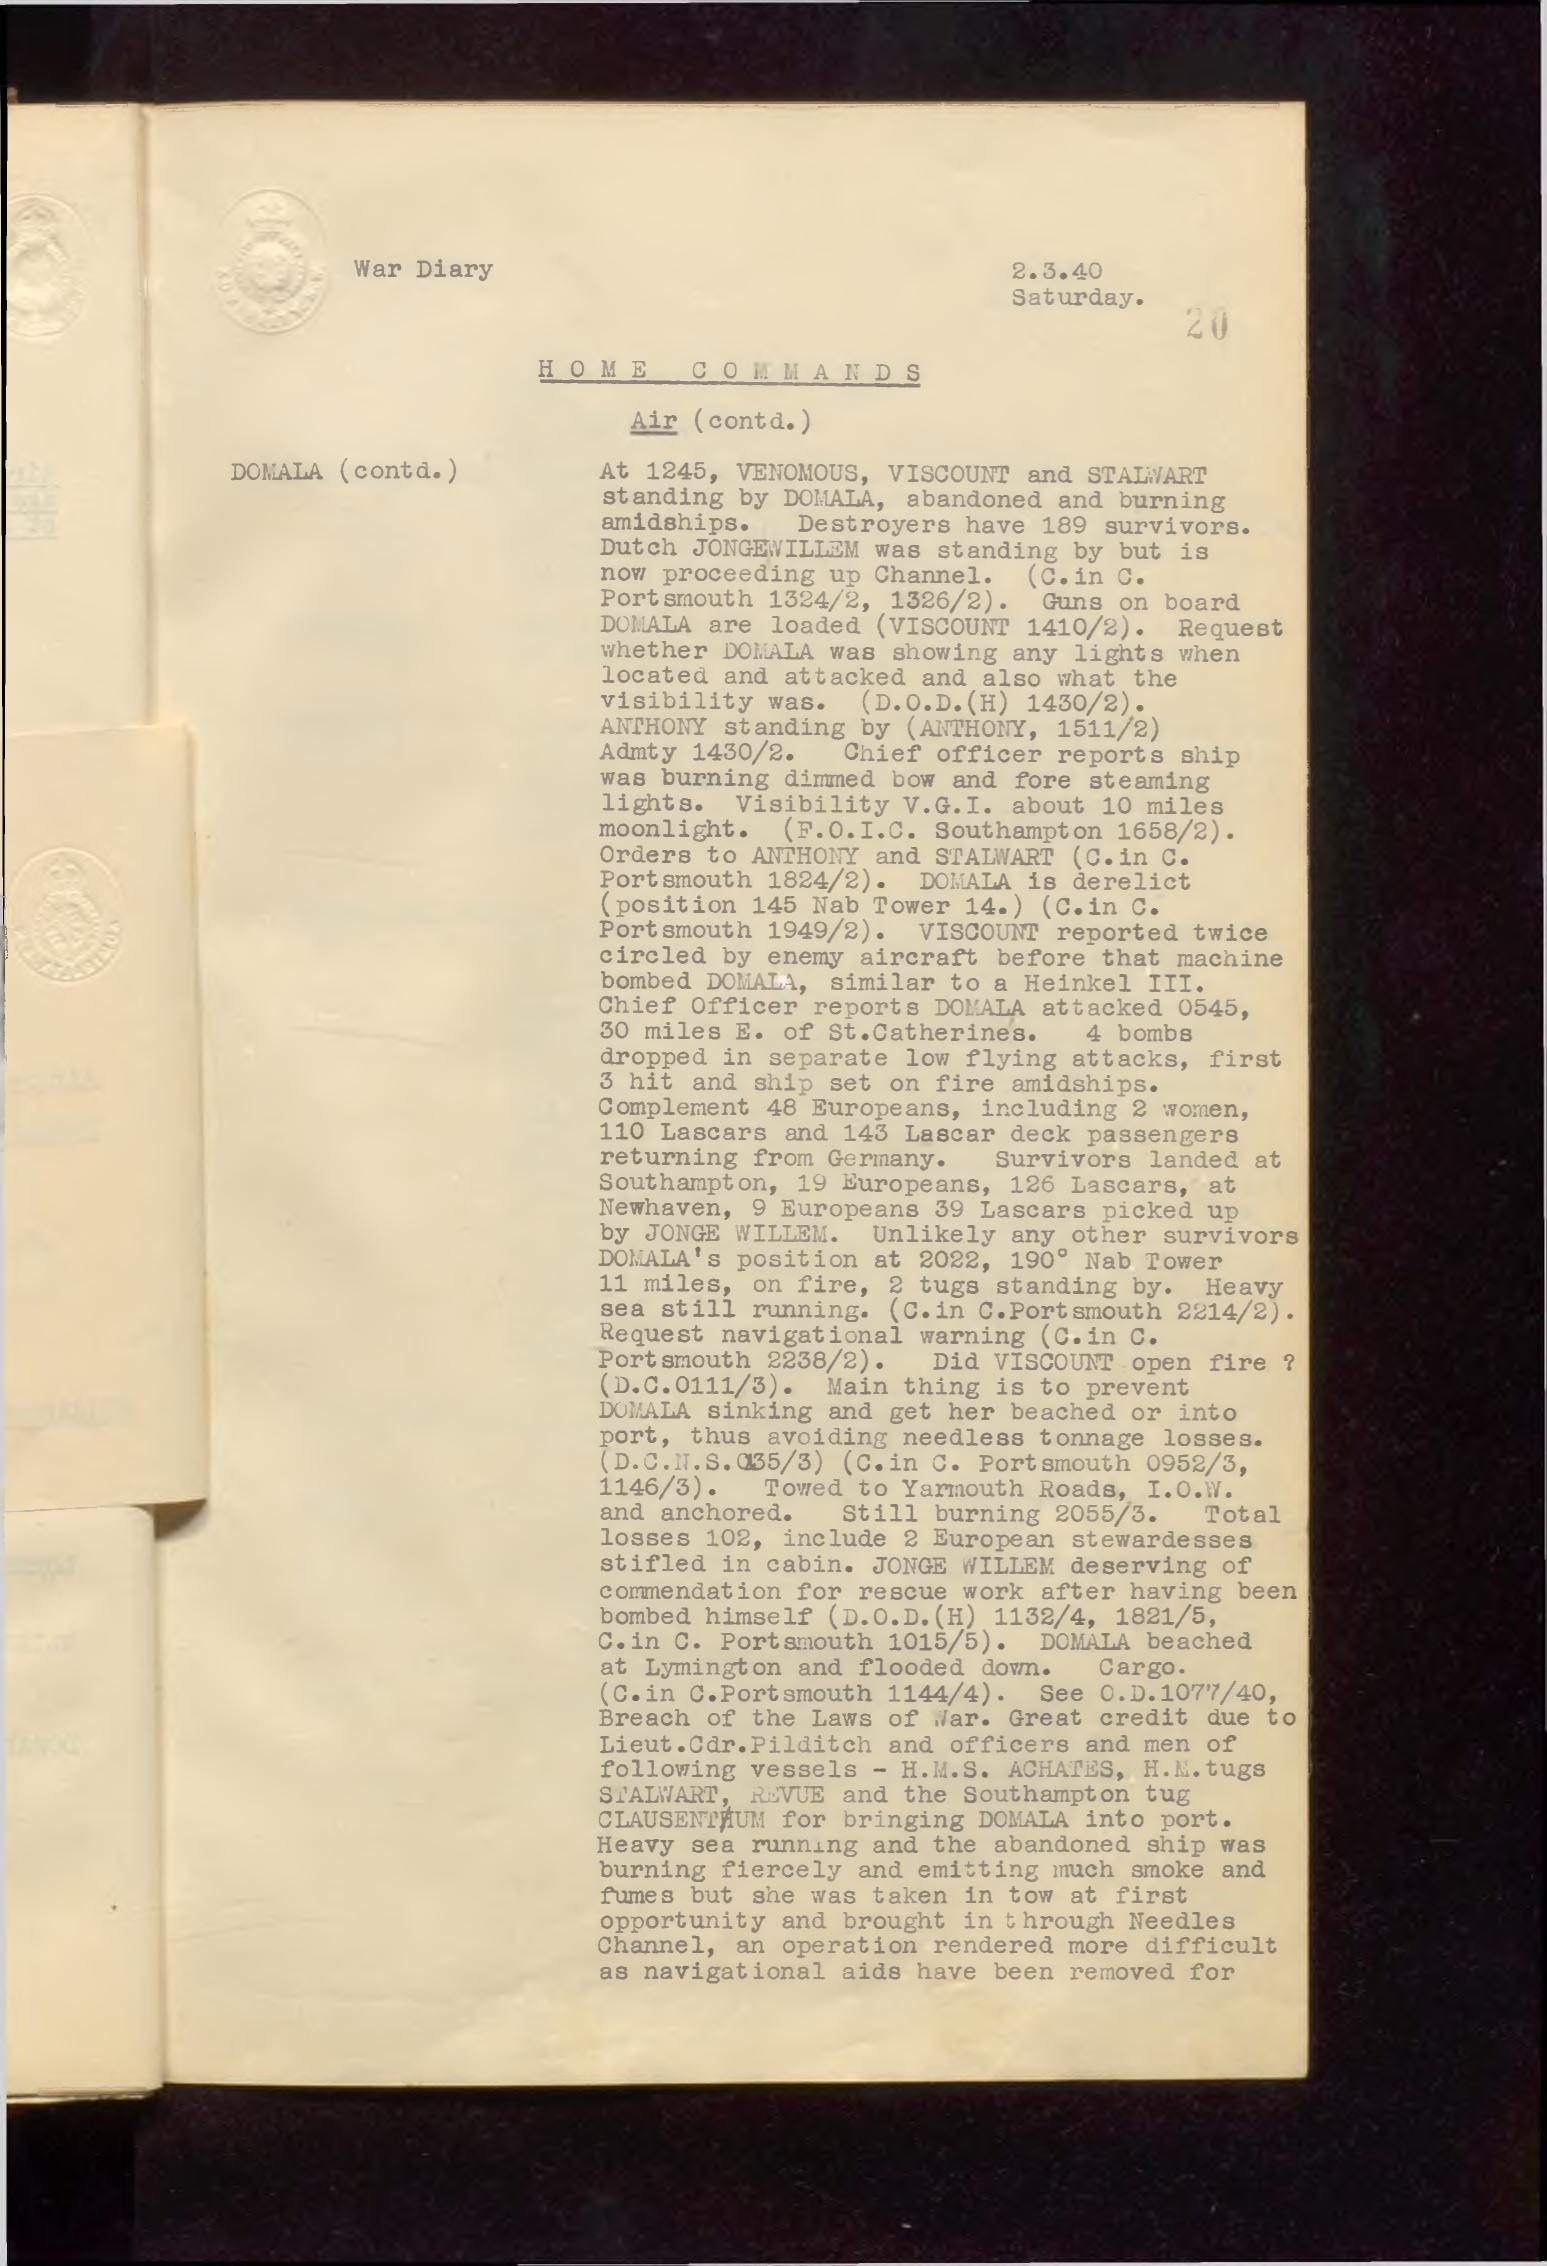 War Diary
2.3.40
Saturday.
20
HOME COMMANDS
Air (contd.)
DOMALA (contd.)
At 1245, VENOMOUS, VISCOUNT and STALWART
standing by DOMALA, abandoned and burning
amidships. Destroyers have 189 survivors.
Dutch JONGEWILLEM was standing by but is
now proceeding up Channel. (C.in C.
Portsmouth 1324/2, 1326/2). Guns on board
DOMALA are loaded (VISCOUNT 1410/2). Request
whether DOMALA was showing any lights when
located and attacked and also what the
visibility was. (D.O.D.(H) 1430/2).
ANTHONY standing by (ANTHONY, 1511/2)
Admty 1430/2. Chief officer reports ship
was burning dimmed bow and fore steaming
lights. Visibility V.G.I. about 10 miles
moonlight. (F.O.I.C. Southampton 1658/2).
Orders to ANTHONY and STALWART (C.in C.
Portsmouth 1824/2). DOMALA is derelict
(position 145 Nab Tower 14.) (C.in C.
Portsmouth 1949/2). VISCOUNT reported twice
circled by enemy aircraft before that machine
bombed DOMALA, similar to a Heinkel III.
Chief Officer reports DOMALA attacked 0545,
30 miles E. of St.Catherines. 4 bombs
dropped in separate low flying attacks, first
3 hit and ship set on fire amidships.
Complement 48 Europeans, including 2 women,
110 Lascars and 143 Lascar deck passengers
returning from Germany. Survivors landed at
Southampton, 19 Europeans, 126 Lascars, at
Newhaven, 9 Europeans 39 Lascars picked up
by JONGE WILLEM. Unlikely any other survivors
DOMALA's position at 2022, 190° Nab Tower
11 miles, on fire, 2 tugs standing by. Heavy
sea still running. (C.in C.Portsmouth 2214/2).
Request navigational warning (C.in C.
Portsmouth 2238/2). Did VISCOUNT open fire ?
(D.C.0111/3). Main thing is to prevent
DOMALA sinking and get her beached or into
port, thus avoiding needless tonnage losses.
(D.C.N.S.0135/3) (C.in C. Portsmouth 0952/3,
1146/3). Towed to Yarmouth Roads, I.O.W.
and anchored. Still burning 2055/3. Total
losses 102, include 2 European stewardesses
stifled in cabin. JONGE WILLEM deserving of
commendation for rescue work after having been
bombed himself (D.O.D.(H) 1132/4, 1821/5,
C.in C. Portsmouth 1015/5). DOMALA beached
at Lymington and flooded down. Cargo.
(C.in C.Portsmouth 1144/4). See O.D.1077/40,
Breach of the Laws of War. Great credit due to
Lieut.Cdr.Pilditch and officers and men of
following vessels - H.M.S. ACHATES, H.M.tugs
STALWART, REVUE and the Southampton tug
CLAUSENTUM for bringing DOMALA into port.
Heavy sea running and the abandoned ship was
burning fiercely and emitting much smoke and
fumes but she was taken in tow at first
opportunity and brought in through Needles
Channel, an operation rendered more difficult
as navigational aids have been removed for